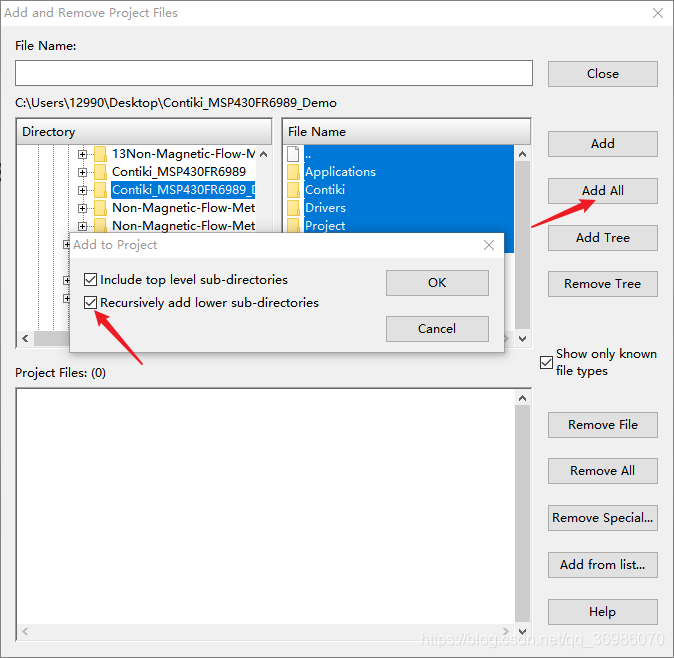 Add and Remove Project Files
File Name:
Close
C:\Users\12990\Desktop\Contiki_MSP430FR6989_Demo
Directory
File Name
13Non-Magnetic-Flow-M
Contiki_MSP430FR6989
Contiki_MSP430FR6989_D
Non-Magnetic-Flow-Met
Non-Magnetic-Flow-Met
..
Applications
Contiki
Drivers
Project
Add
Add All
Add Tree
Remove Tree
Add to Project
Include top level sub-directories
Recursively add lower sub-directories
OK
Cancel
Show only known
file types
Project Files: (0)
Remove File
Remove All
Remove Special...
Add from list...
Help
https://blog.csdn.net/qq_36986070